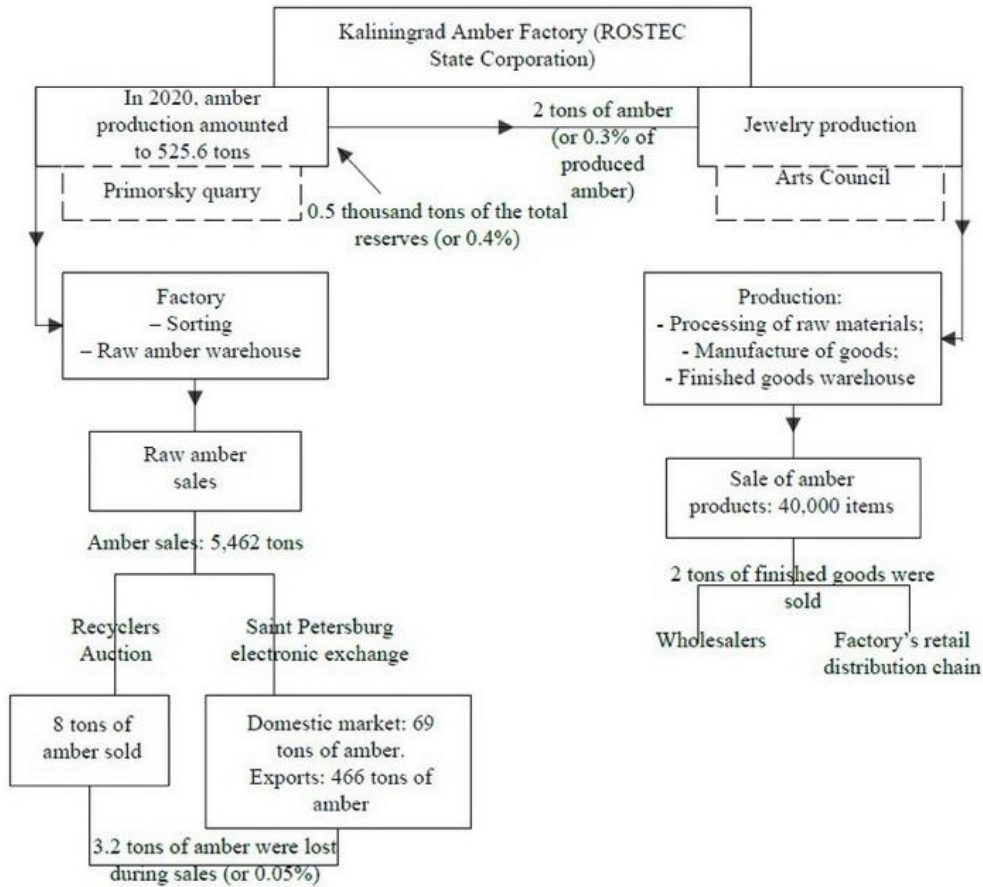 Kaliningrad Amber Factory (ROSTEC
State Corporation)
In 2020, amber
production amounted
to 525.6 tons
Primorsky quarry
2 tons of amber
(or 0.3% of
produced
amber)
Jewelry production
Arts Council
0.5 thousand tons of the total
reserves (or 0.4%)
Factory
– Sorting
– Raw amber warehouse
Production:
- Processing of raw materials;
- Manufacture of goods;
- Finished goods warehouse
Raw amber
sales
Sale of amber
products: 40,000 items
Amber sales: 5,462 tons
2 tons of finished goods were
sold
Recyclers
Auction
Saint Petersburg
electronic exchange
Wholesalers
Factory's retail
distribution chain
8 tons of
amber sold
Domestic market: 69
tons of amber.
Exports: 466 tons of
amber
3.2 tons of amber were lost
during sales (or 0.05%)